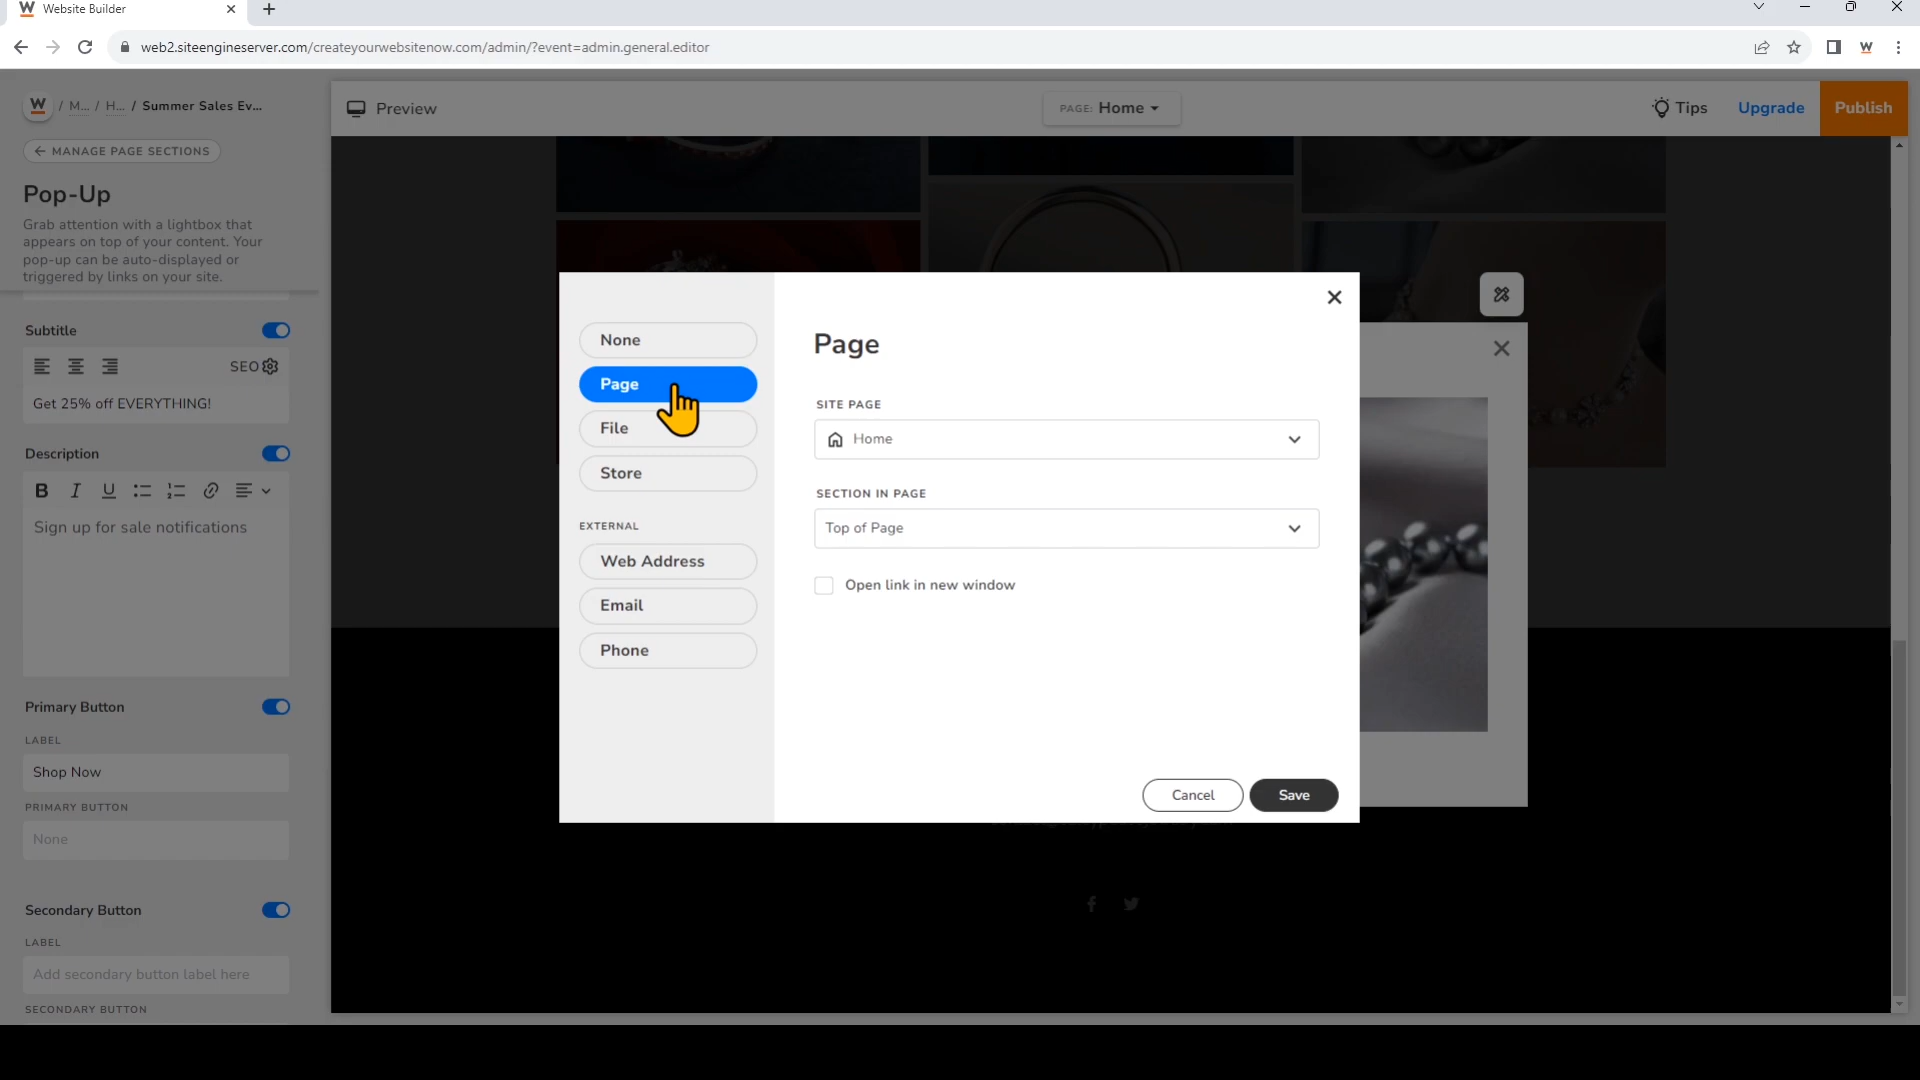 Website Builder
web2.siteengineserver.com/createyourwebsitenow.com/admin/?event=admin.general.editor
W / M... / H... / Summer Sales Ev...
MANAGE PAGE SECTIONS
Pop-Up
Grab attention with a lightbox that
appears on top of your content. Your
pop-up can be auto-displayed or
triggered by links on your site.
Subtitle
SEO
Get 25% off EVERYTHING!
Description
B I U
Sign up for sale notifications
Primary Button
LABEL
Shop Now
PRIMARY BUTTON
None
Secondary Button
LABEL
Add secondary button label here
SECONDARY BUTTON
Preview
PAGE: Home
Tips
Upgrade
Publish
None
Page
File
Store
EXTERNAL
Web Address
Email
Phone
Page
SITE PAGE
Home
SECTION IN PAGE
Top of Page
Open link in new window
Cancel
Save